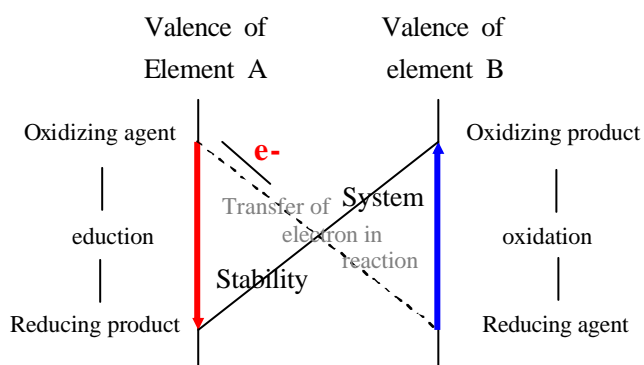 Valence of
Element A
Valence of
element B
Oxidizing agent
Oxidizing product
e-
System
Transfer of
electron in
reaction
eduction
oxidation
Stability
Reducing product
Reducing agent